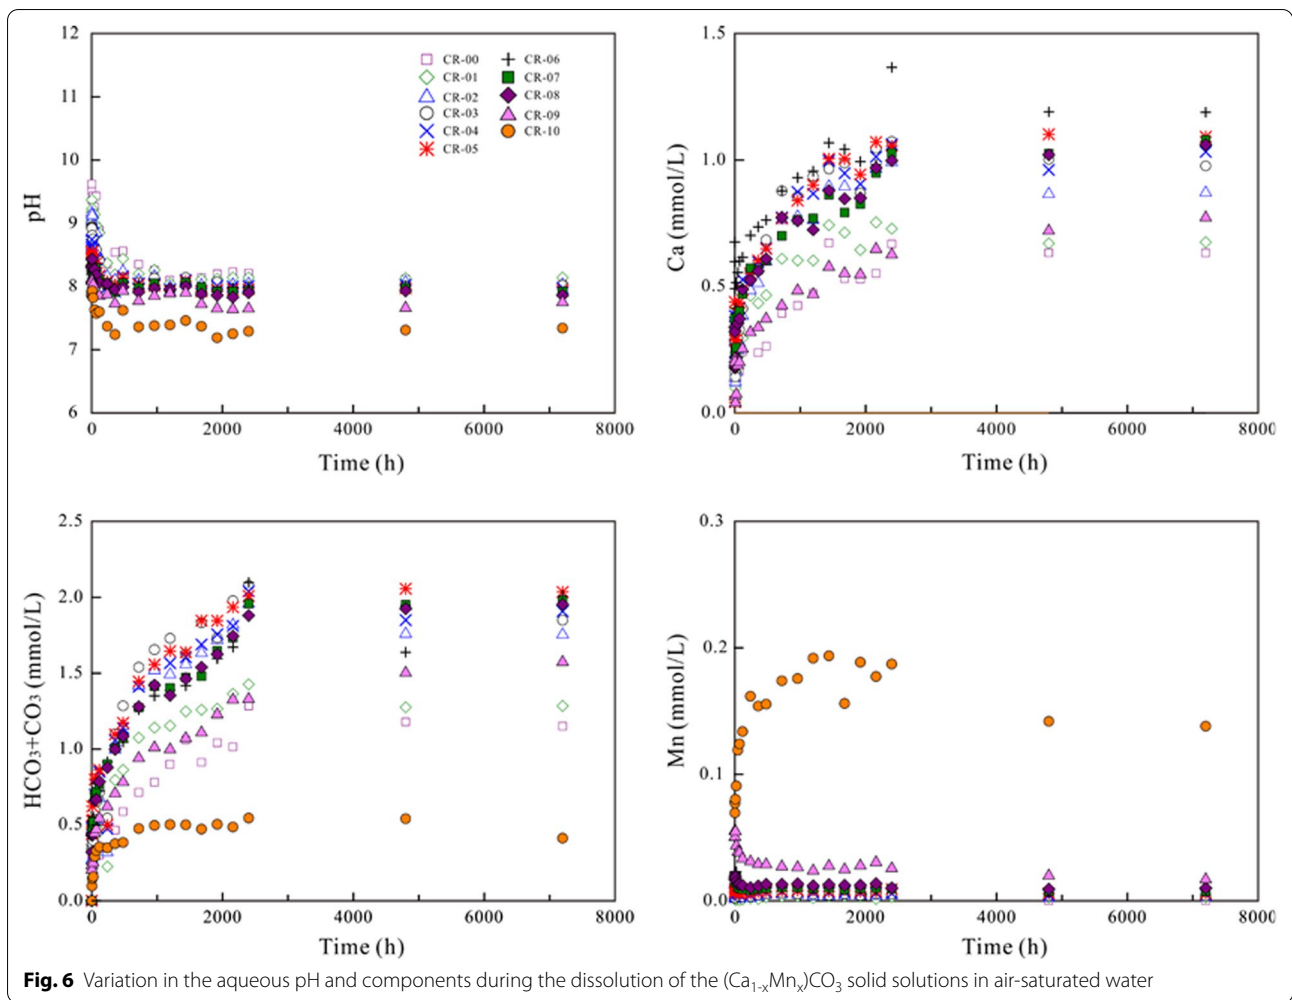 12
11
10
9
8
7
6
pH
0
2000
4000
6000
8000
Time (h)
CR-00
CR-01
CR-02
CR-03
CR-04
CR-05
CR-06
CR-07
CR-08
CR-09
CR-10
1.5
1.0
0.5
0.0
Ca (mmol/L)
0
2000
4000
6000
8000
Time (h)
2.5
2.0
1.5
1.0
0.5
0.0
HCO3+CO3 (mmol/L)
0
2000
4000
6000
8000
Time (h)
0.3
0.2
0.1
0.0
Mn (mmol/L)
0
2000
4000
6000
8000
Time (h)
Fig. 6 Variation in the aqueous pH and components during the dissolution of the (Ca1-xMnx)CO3 solid solutions in air-saturated water